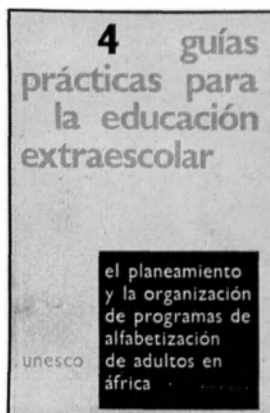 4 guías
prácticas para
la educación
extraescolar
el planeamiento
y la organización
de programas de
alfabetización
unesco de adultos en
áfrica